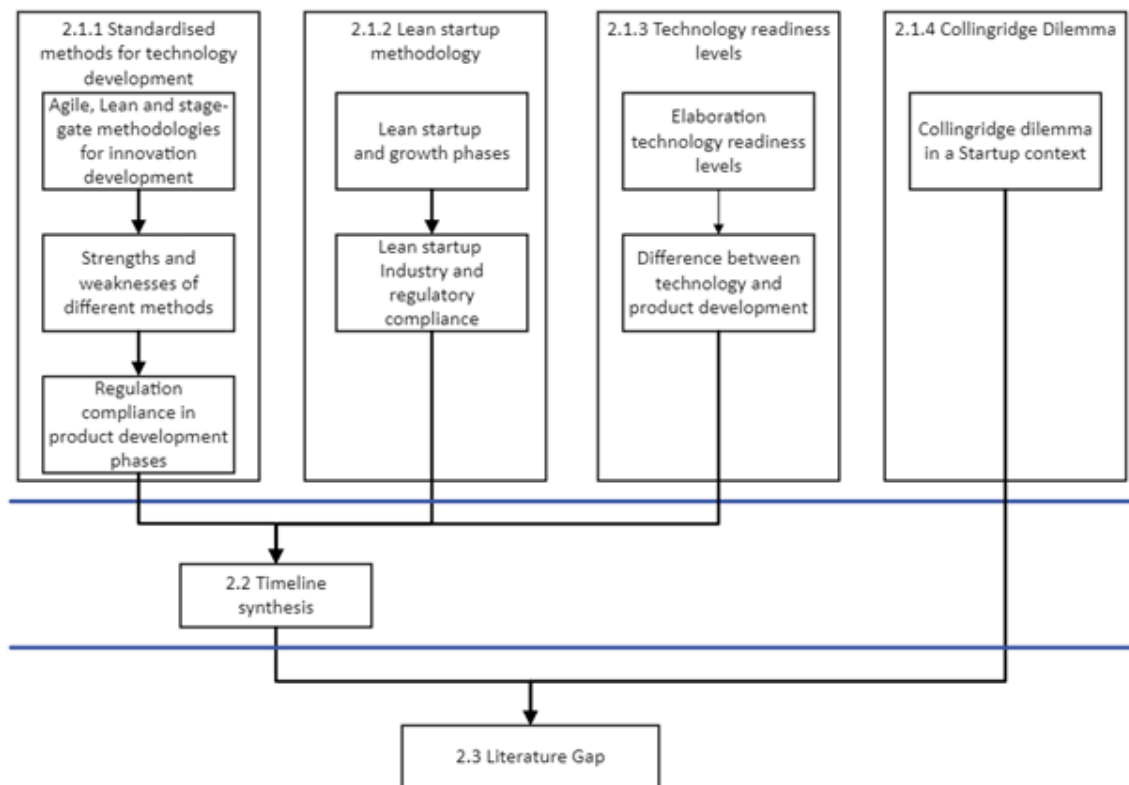 2.1.1 Standardised
methods for technology
development
Agile, Lean and stage-
gate methodologies
for innovation
development
Strengths and
weaknesses of
different methods
Regulation
compliance in
product development
phases
2.1.2 Lean startup
methodology
Lean startup
and growth phases
Lean startup
Industry and
regulatory
compliance
2.1.3 Technology readiness
levels
Elaboration
technology readiness
levels
Difference between
technology and
product development
2.1.4 Collingridge Dilemma
Collingridge dilemma
in a Startup context
2.2 Timeline
synthesis
2.3 Literature Gap